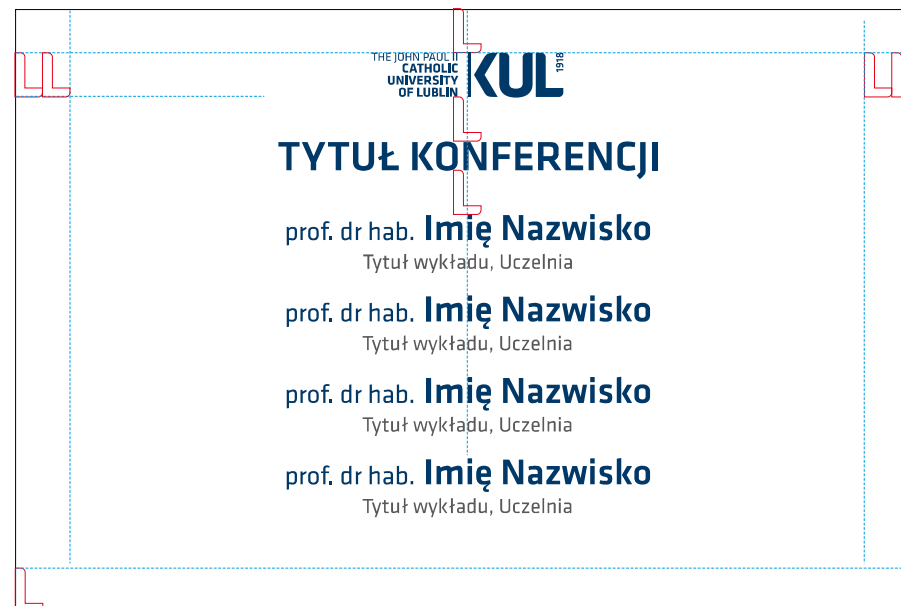 THE JOHN PAUL II
CATHOLIC
UNIVERSITY
OF LUBLIN
KUL
1918
TYTUŁ KONFERENCJI
prof. dr hab. Imię Nazwisko
Tytuł wykładu, Uczelnia
prof. dr hab. Imię Nazwisko
Tytuł wykładu, Uczelnia
prof. dr hab. Imię Nazwisko
Tytuł wykładu, Uczelnia
prof. dr hab. Imię Nazwisko
Tytuł wykładu, Uczelnia